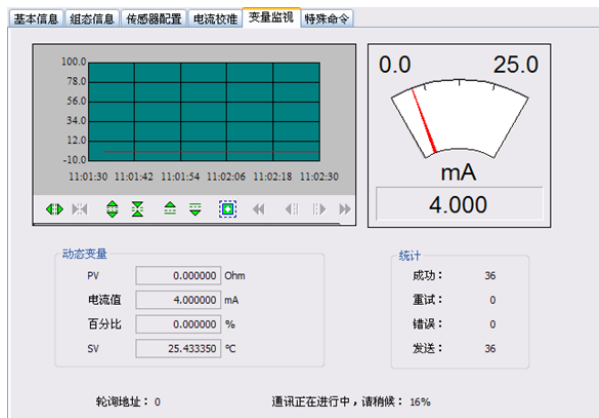 基本信息 组态信息 传感器配置 电流校准 变量监视 特殊命令
100.0
78.0
56.0
34.0
12.0
-10.0
11:01:30 11:01:42 11:01:54 11:02:06 11:02:18 11:02:30
0.0 25.0
mA
4.000
动态变量
PV 0.000000 Ohm
电流值 4.000000 mA
百分比 0.000000 %
SV 25.433350 ℃
统计
成功: 36
重试: 0
错误: 0
发送: 36
轮询地址: 0 通讯正在进行中,请稍候: 16%